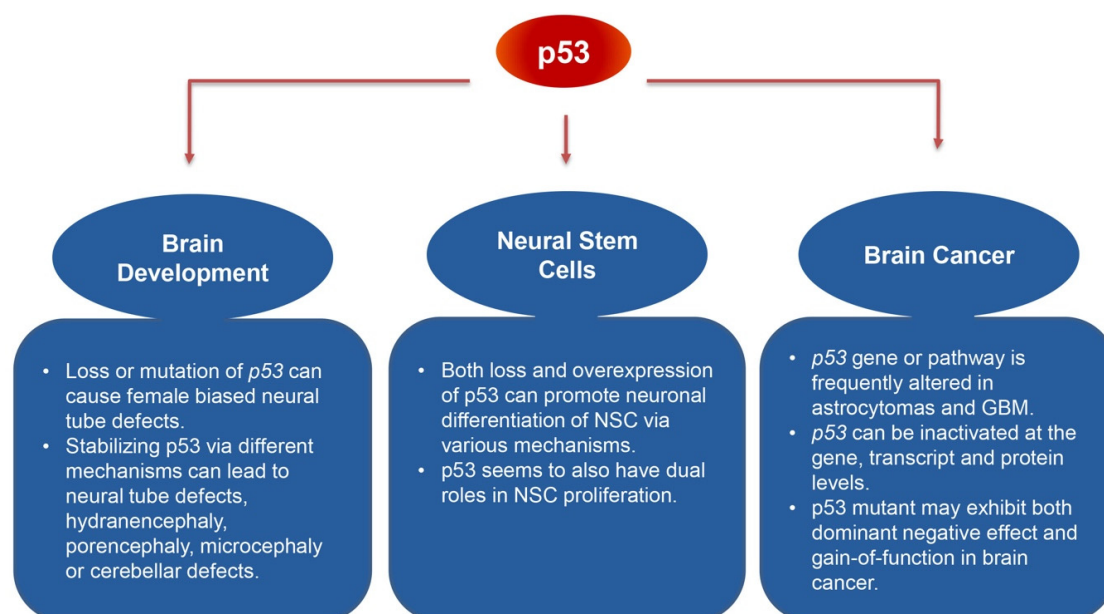 p53
Brain
Development
Neural Stem
Cells
Brain Cancer
• Loss or mutation of p53 can
cause female biased neural
tube defects.
• Stabilizing p53 via different
mechanisms can lead to
neural tube defects,
hydranencephaly,
porencephaly, microcephaly
or cerebellar defects.
• Both loss and overexpression
of p53 can promote neuronal
differentiation of NSC via
various mechanisms.
• p53 seems to also have dual
roles in NSC proliferation.
• p53 gene or pathway is
frequently altered in
astrocytomas and GBM.
• p53 can be inactivated at the
gene, transcript and protein
levels.
• p53 mutant may exhibit both
dominant negative effect and
gain-of-function in brain
cancer.